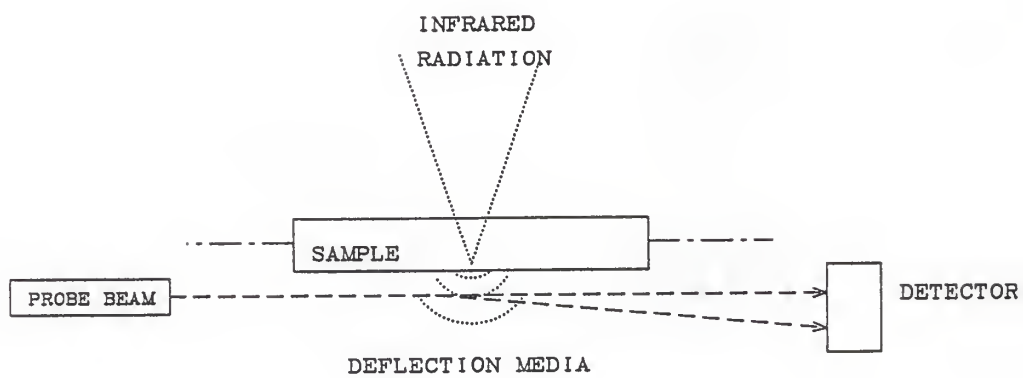 INFRARED
RADIATION
SAMPLE
PROBE BEAM
DETECTOR
DEFLECTION MEDIA